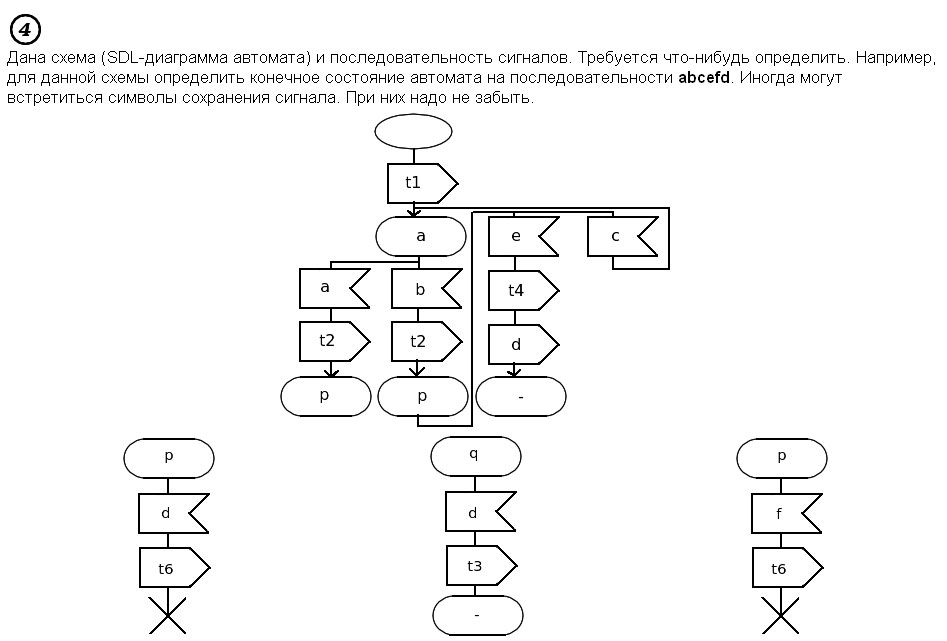 4
Дана схема (SDL-диаграмма автомата) и последовательность сигналов. Требуется что-нибудь определить. Например,
для данной схемы определить конечное состояние автомата на последовательности abcefd. Иногда могут
встретиться символы сохранения сигнала. При них надо не забыть.
t1
a e c
a b t4
t2 t2 d
p p -
p q p
d d f
t6 t3 t6
-